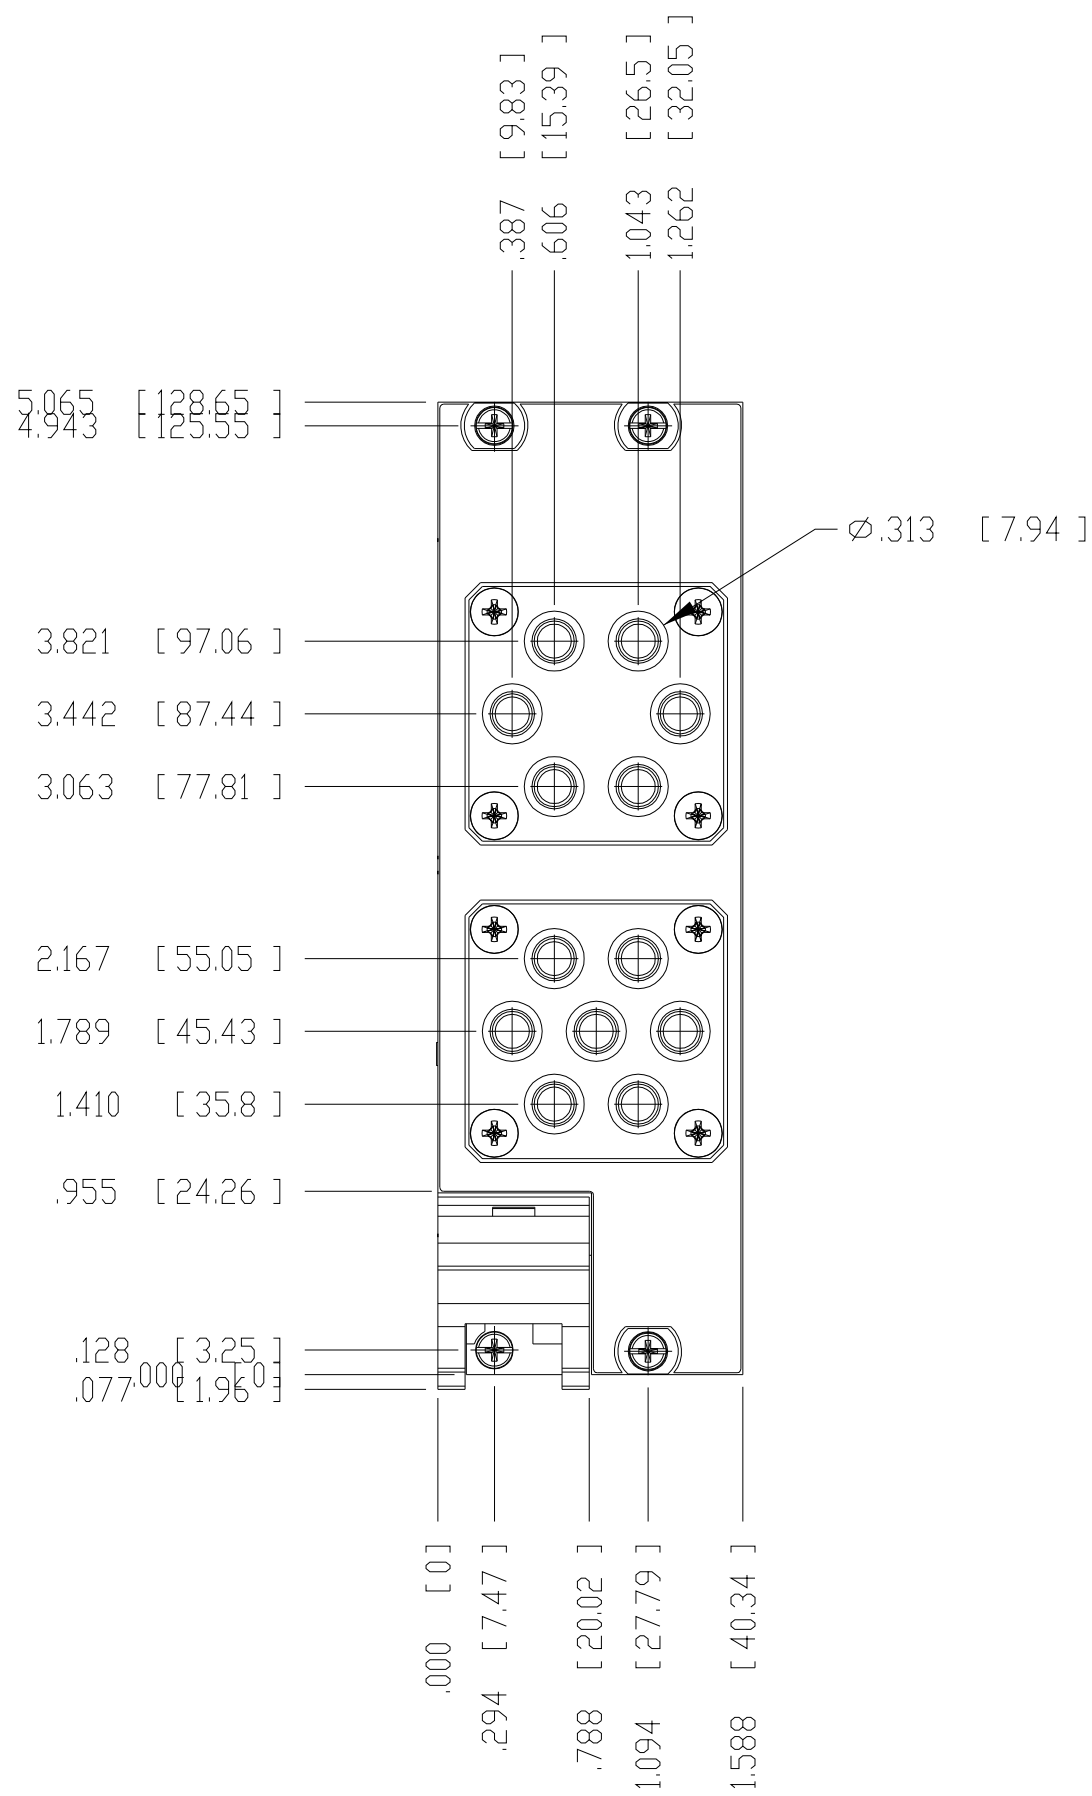 .387 [ 9.83 ]
.606 [ 15.39 ]
1.043 [ 26.5 ]
1.262 [ 32.05 ]
5.065 [ 128.65 ]
4.943 [ 125.55 ]
Ø.313 [ 7.94 ]
3.821 [ 97.06 ]
3.442 [ 87.44 ]
3.063 [ 77.81 ]
2.167 [ 55.05 ]
1.789 [ 45.43 ]
1.410 [ 35.8 ]
.955 [ 24.26 ]
.128 [ 3.25 ]
.000 [ 0 ]
.077 [ 1.96 ]
.000 [ 0 ]
.294 [ 7.47 ]
.788 [ 20.02 ]
1.094 [ 27.79 ]
1.588 [ 40.34 ]